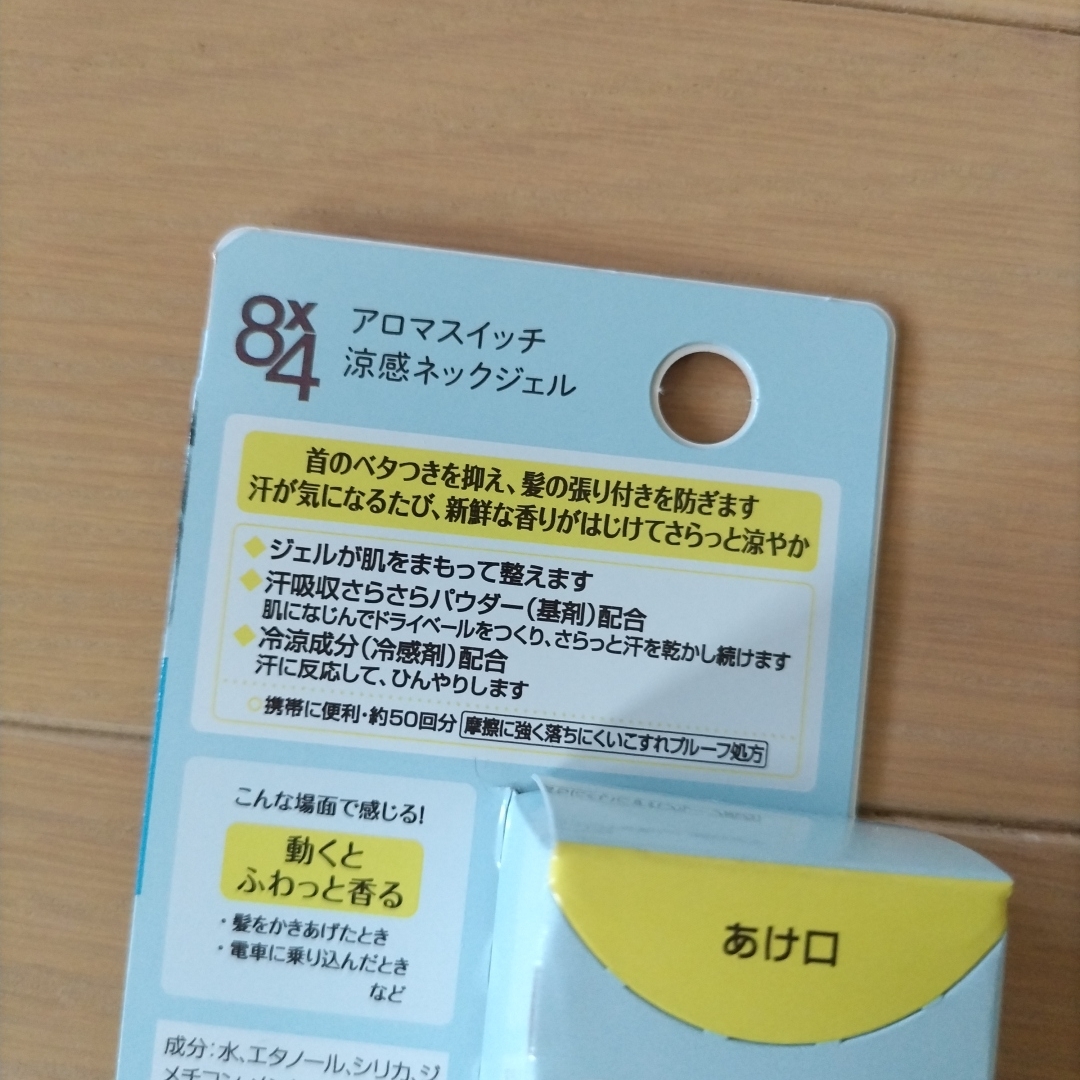 8x4
アロマスイッチ
涼感ネックジェル
首のベタつきを抑え、髪の張り付きを防ぎます
汗が気になるたび、新鮮な香りがはじけてさらっと涼やか
◆ジェルが肌をまもって整えます
◆汗吸収さらさらパウダー(基剤)配合
肌になじんでドライベールをつくり、さらっと汗を乾かし続けます
◆冷涼成分(冷感剤)配合
汗に反応して、ひんやりします
○携帯に便利・約50回分 摩擦に強く落ちにくいこすれプルーフ処方
こんな場面で感じる!
動くと
ふわっと香る
・髪をかきあげたとき
・電車に乗り込んだとき
など
あけ口
成分:水、エタノール、シリカ、ジ
メチコン